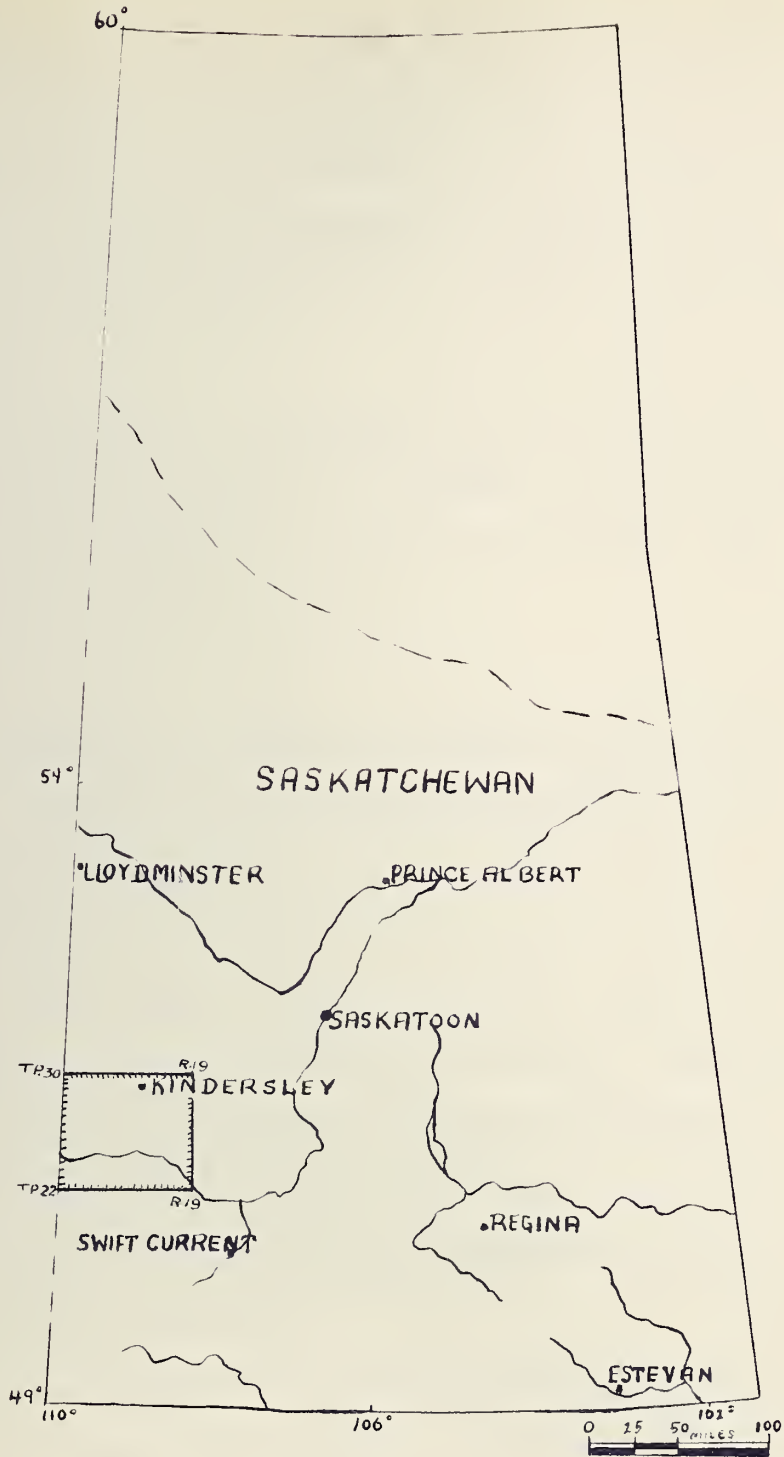 60°
54°
SASKATCHEWAN
LLOYDMINSTER
PRINCE ALBERT
SASKATOON
TP.30
R.19
KINDERSLEY
TP.22
R.19
SWIFT CURRENT
REGINA
ESTEVAN
49°
110°
106°
102°
0 25 50 MILES 100